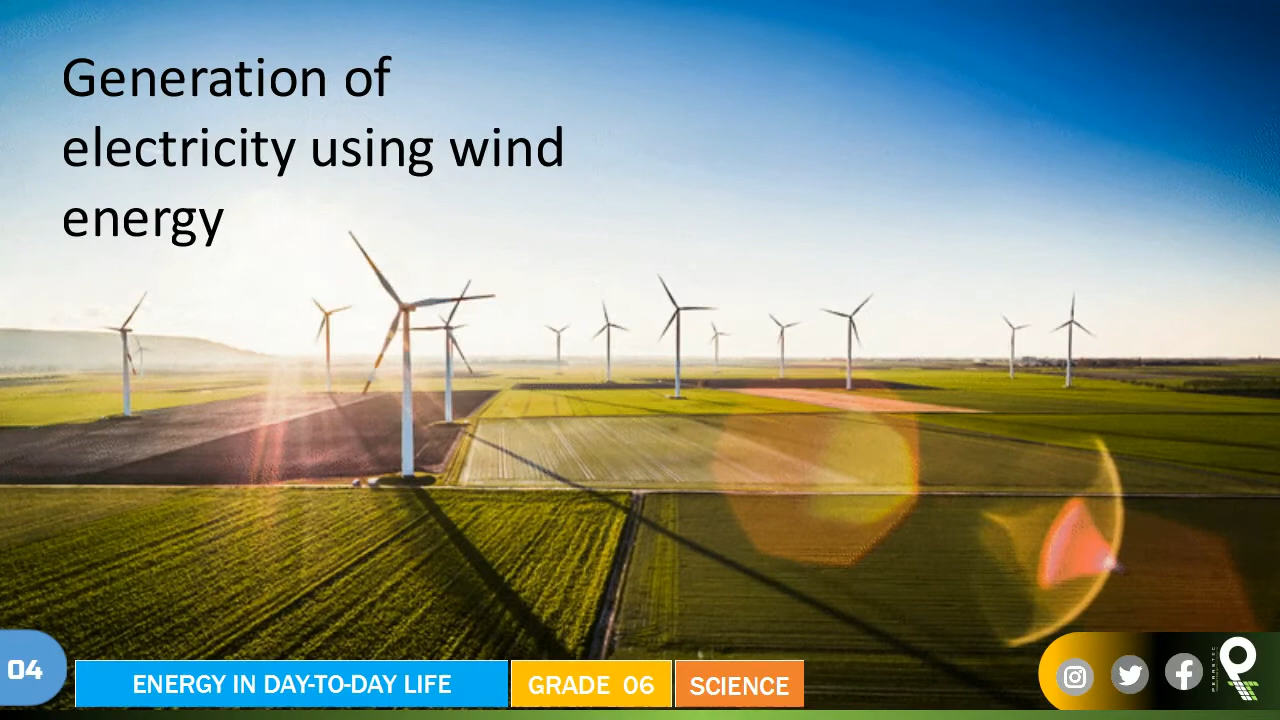 Generation of
electricity using wind
energy
04
ENERGY IN DAY-TO-DAY LIFE
GRADE 06
SCIENCE